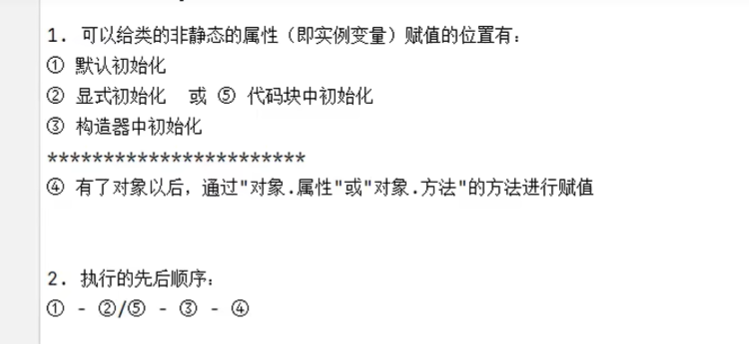 1. 可以给类的非静态的属性（即实例变量）赋值的位置有：
① 默认初始化
② 显式初始化 或 ⑤ 代码块中初始化
③ 构造器中初始化
***********************
④ 有了对象以后，通过"对象.属性"或"对象.方法"的方法进行赋值
2. 执行的先后顺序：
① - ②/⑤ - ③ - ④